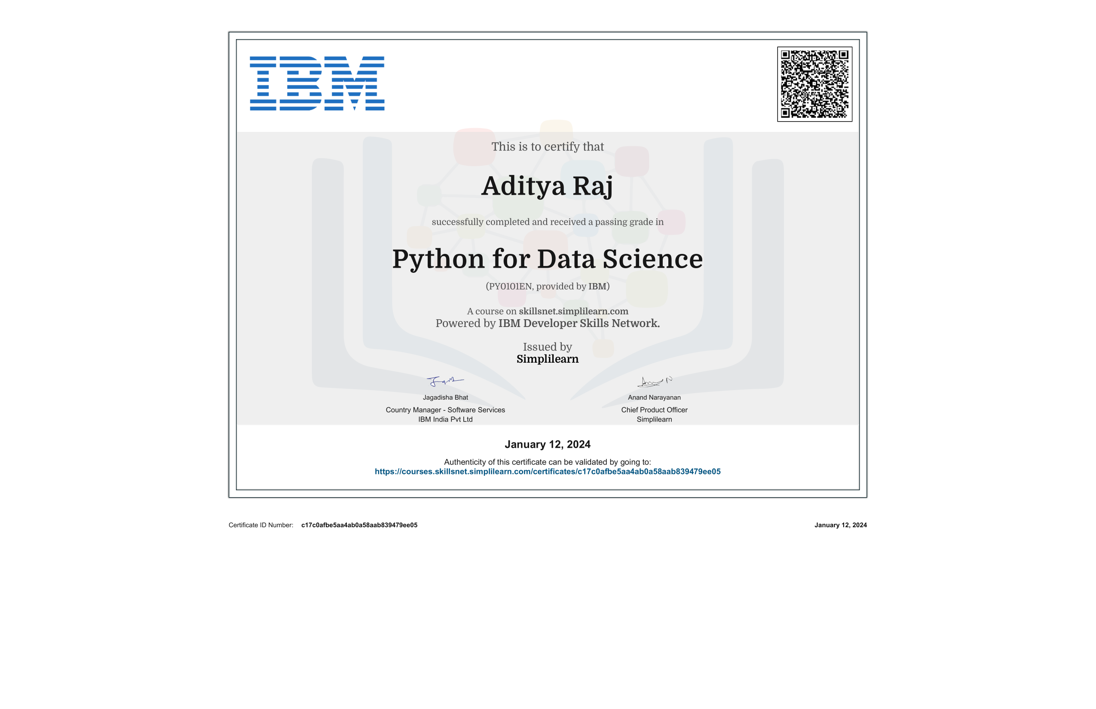 IBM
This is to certify that
Aditya Raj
successfully completed and received a passing grade in
Python for Data Science
(PY0101EN, provided by IBM)
A course on skillsnet.simplilearn.com
Powered by IBM Developer Skills Network.
Issued by
Simplilearn
Jagadisha Bhat
Country Manager - Software Services
IBM India Pvt Ltd
Anand Narayanan
Chief Product Officer
Simplilearn
January 12, 2024
Authenticity of this certificate can be validated by going to:
https://courses.skillsnet.simplilearn.com/certificates/c17c0afbe5aa4ab0a58aab839479ee05
Certificate ID Number: c17c0afbe5aa4ab0a58aab839479ee05
January 12, 2024